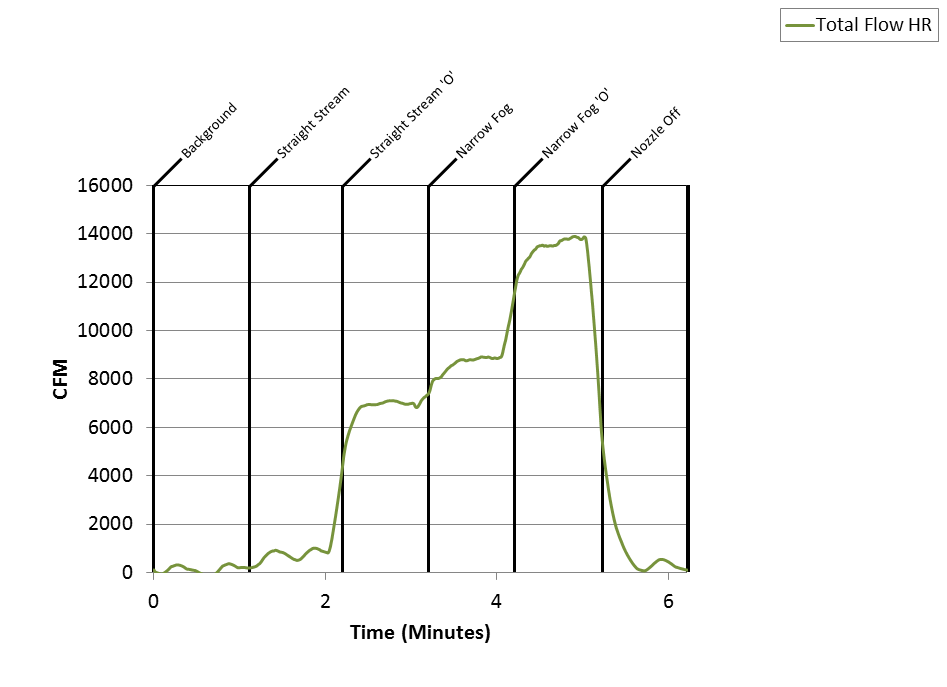 Total Flow HR
Background
Straight Stream
Straight Stream 'O'
Narrow Fog
Narrow Fog 'O'
Nozzle Off
16000
14000
12000
10000
8000
6000
4000
2000
0
CFM
0 2 4 6
Time (Minutes)